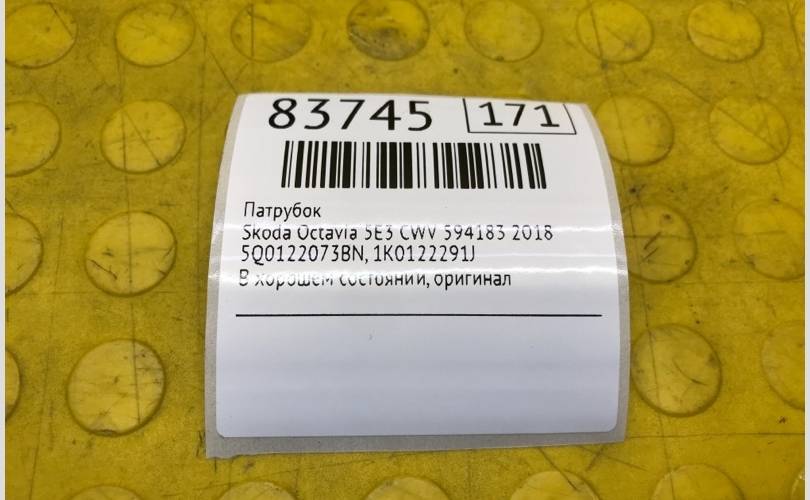 83745 171
Патрубок
Skoda Octavia 5E3 CWV 594183 2018
5Q0122073BN, 1K0122291J
В хорошем состоянии, оригинал